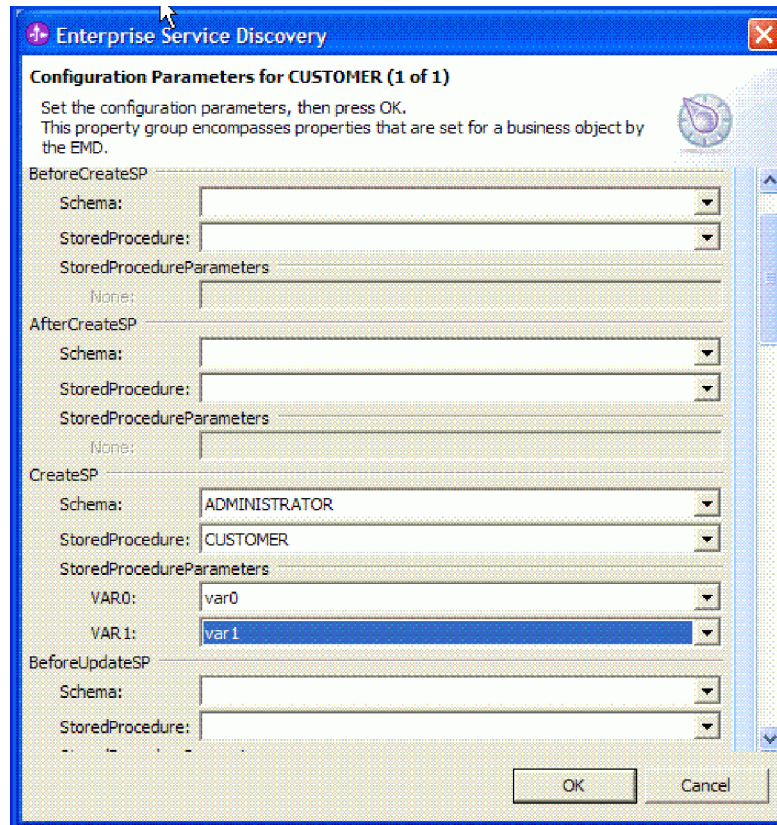 Enterprise Service Discovery
Configuration Parameters for CUSTOMER (1 of 1)
Set the configuration parameters, then press OK.
This property group encompasses properties that are set for a business object by
the EMD.
BeforeCreateSP
Schema:
StoredProcedure:
StoredProcedureParameters
None:
AfterCreateSP
Schema:
StoredProcedure:
StoredProcedureParameters
None:
CreateSP
Schema: ADMINISTRATOR
StoredProcedure: CUSTOMER
StoredProcedureParameters
VAR0: var0
VAR1: var1
BeforeUpdateSP
Schema:
StoredProcedure:
OK Cancel